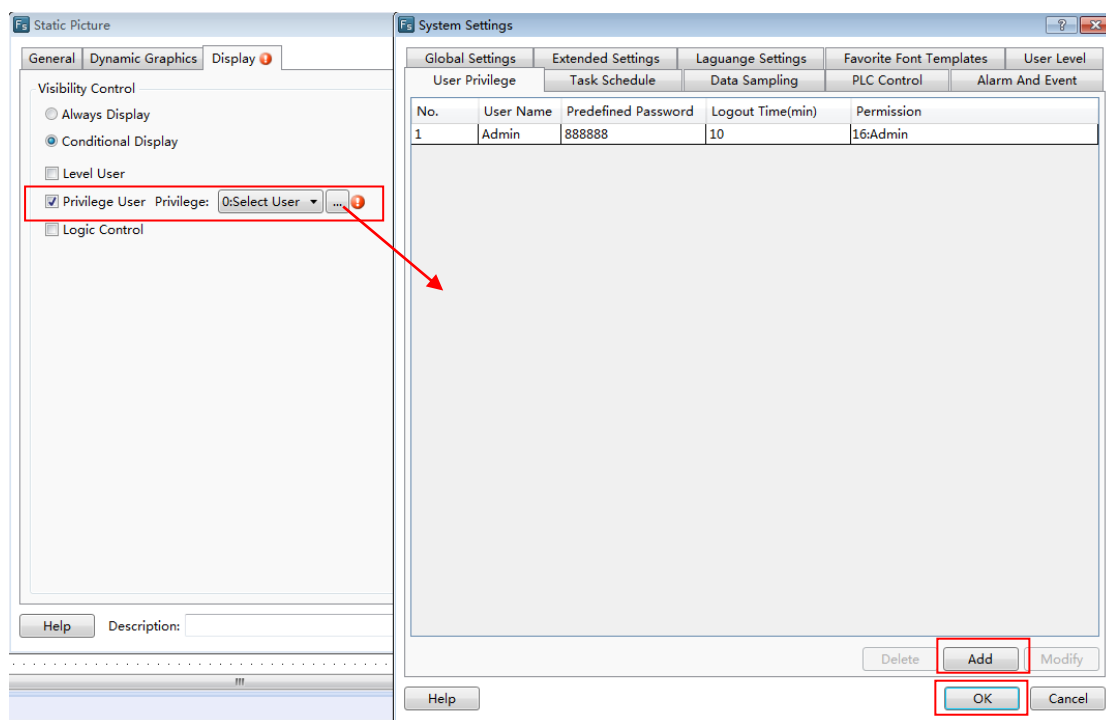 Fs Static Picture
General Dynamic Graphics Display
Visibility Control
Always Display
Conditional Display
Level User
Privilege User Privilege: 0:Select User ...
Logic Control
Help Description:
Fs System Settings
Global Settings Extended Settings Laguange Settings Favorite Font Templates User Level
User Privilege Task Schedule Data Sampling PLC Control Alarm And Event
No. User Name Predefined Password Logout Time(min) Permission
1 Admin 888888 10 16:Admin
Delete Add Modify
Help OK Cancel